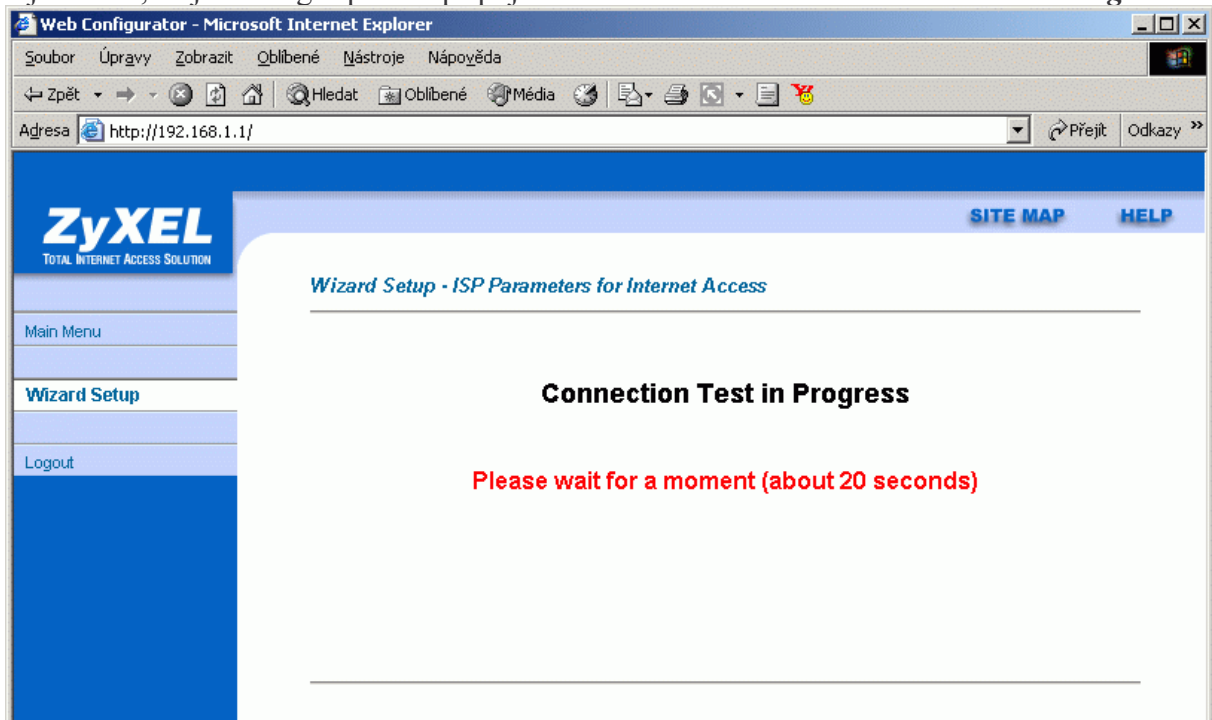 Web Configurator - Microsoft Internet Explorer
Soubor Úpravy Zobrazit Oblíbené Nástroje Nápověda
Zpět Hledat Oblíbené Média
Adresa http://192.168.1.1/ Přejít Odkazy »
SITE MAP HELP
ZyXEL
TOTAL INTERNET ACCESS SOLUTION
Wizard Setup - ISP Parameters for Internet Access
Main Menu
Wizard Setup
Connection Test in Progress
Logout
Please wait for a moment (about 20 seconds)